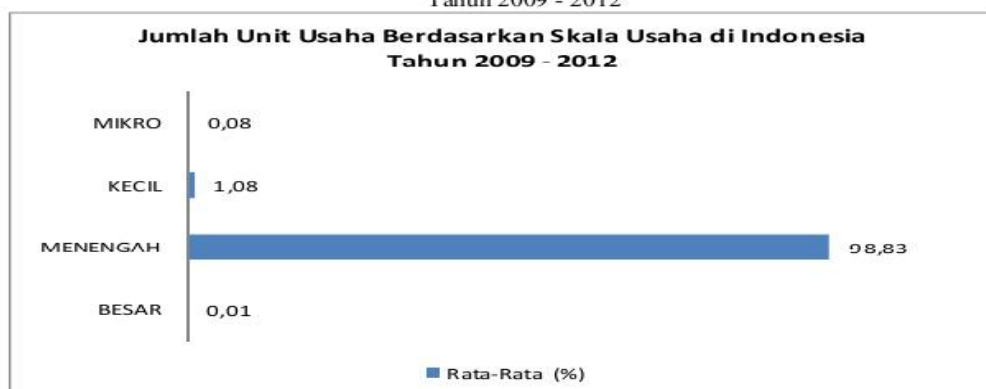 Tahun 2009 - 2012
Jumlah Unit Usaha Berdasarkan Skala Usaha di Indonesia
Tahun 2009 - 2012
MIKRO 0,08
KECIL 1,08
MENENGAH 98,83
BESAR 0,01
Rata-Rata (%)